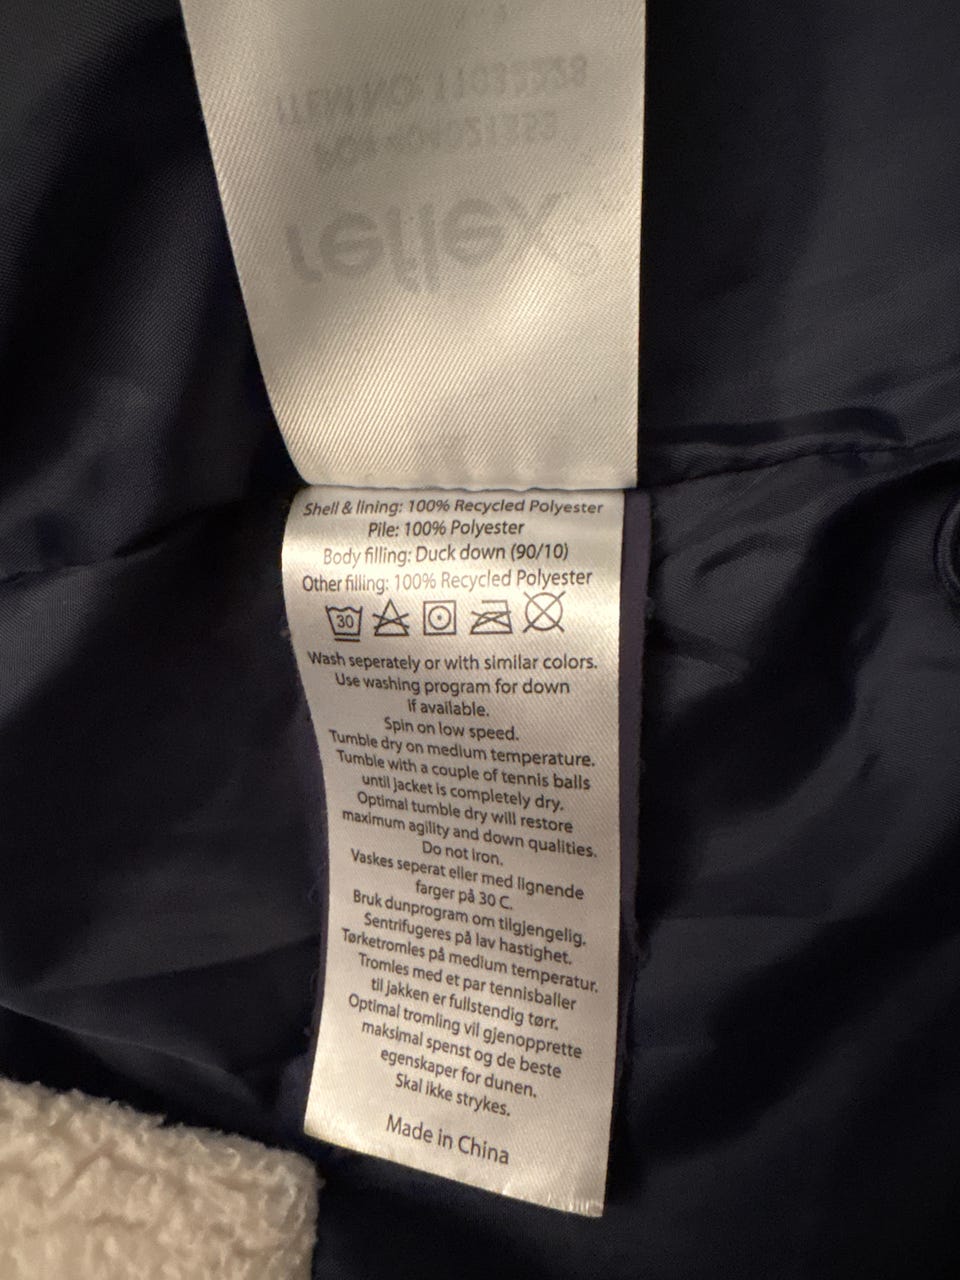 reflex®
Shell & lining: 100% Recycled Polyester
Pile: 100% Polyester
Body filling: Duck down (90/10)
Other filling: 100% Recycled Polyester
30
Wash seperately or with similar colors.
Use washing program for down
if available.
Spin on low speed.
Tumble dry on medium temperature.
Tumble with a couple of tennis balls
until jacket is completely dry.
Optimal tumble dry will restore
maximum agility and down qualities.
Do not iron.
Vaskes seperat eller med lignende
farger på 30 C.
Bruk dunprogram om tilgjengelig.
Sentrifugeres på lav hastighet.
Tørketromles på medium temperatur.
Tromles med et par tennisballer
til jakken er fullstendig tørr.
Optimal tromling vil gjenopprette
maksimal spenst og de beste
egenskaper for dunen.
Skal ikke strykes.
Made in China